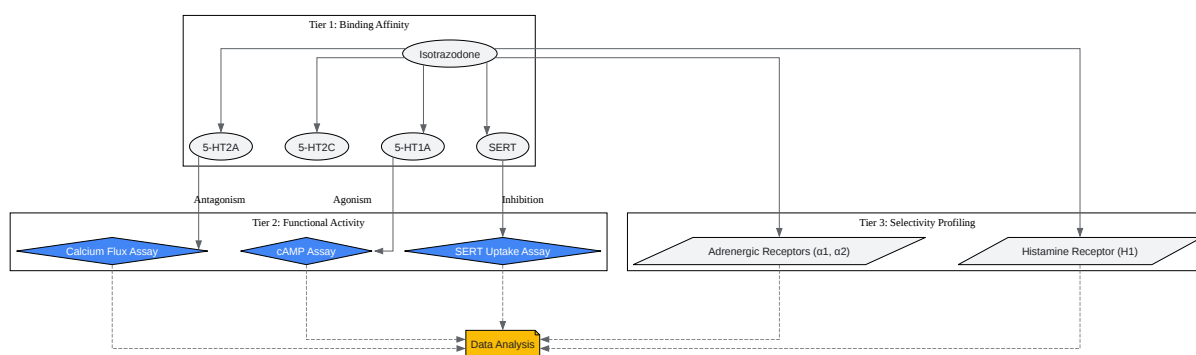 Tier 1: Binding Affinity
Isotrazodone
5-HT2A
5-HT2C
5-HT1A
SERT
Antagonism
Agonism
Inhibition
Tier 2: Functional Activity
Tier 3: Selectivity Profiling
Calcium Flux Assay
cAMP Assay
SERT Uptake Assay
Adrenergic Receptors (α1, α2)
Histamine Receptor (H1)
Data Analysis